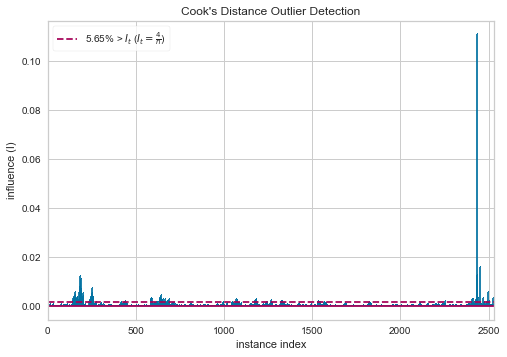 Cook's Distance Outlier Detection
5.65% > I_t (I_t = 4/n)
0.10
0.08
0.06
0.04
0.02
0.00
influence (I)
0 500 1000 1500 2000 2500
instance index